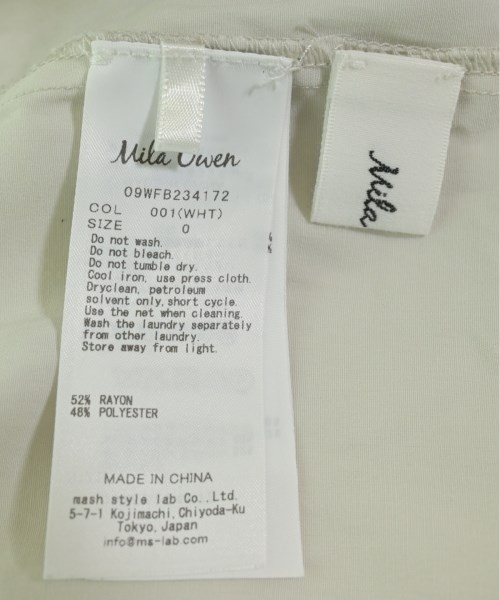 Mila Owen
09WFB234172
COL 001(WHT)
SIZE 0
Do not wash.
Do not bleach.
Do not tumble dry.
Cool iron, use press cloth.
Dryclean, petroleum
solvent only, short cycle.
Use the net when cleaning.
Wash the laundry separately
from other laundry.
Store away from light.
52% RAYON
48% POLYESTER
MADE IN CHINA
mash style lab Co.,Ltd.
5-7-1 Kojimachi, Chiyoda-Ku
Tokyo, Japan
info@ms-lab.com
Mila